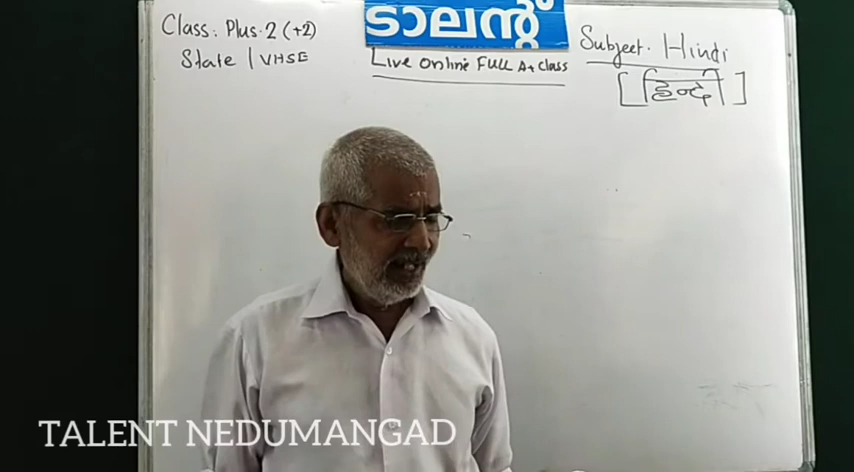 Class: Plus.2 (+2)
State / VHSE
ടാലന്റ്
Live online Full A+ class
Subject. Hindi
[हिन्दी]
TALENT NEDUMANGAD